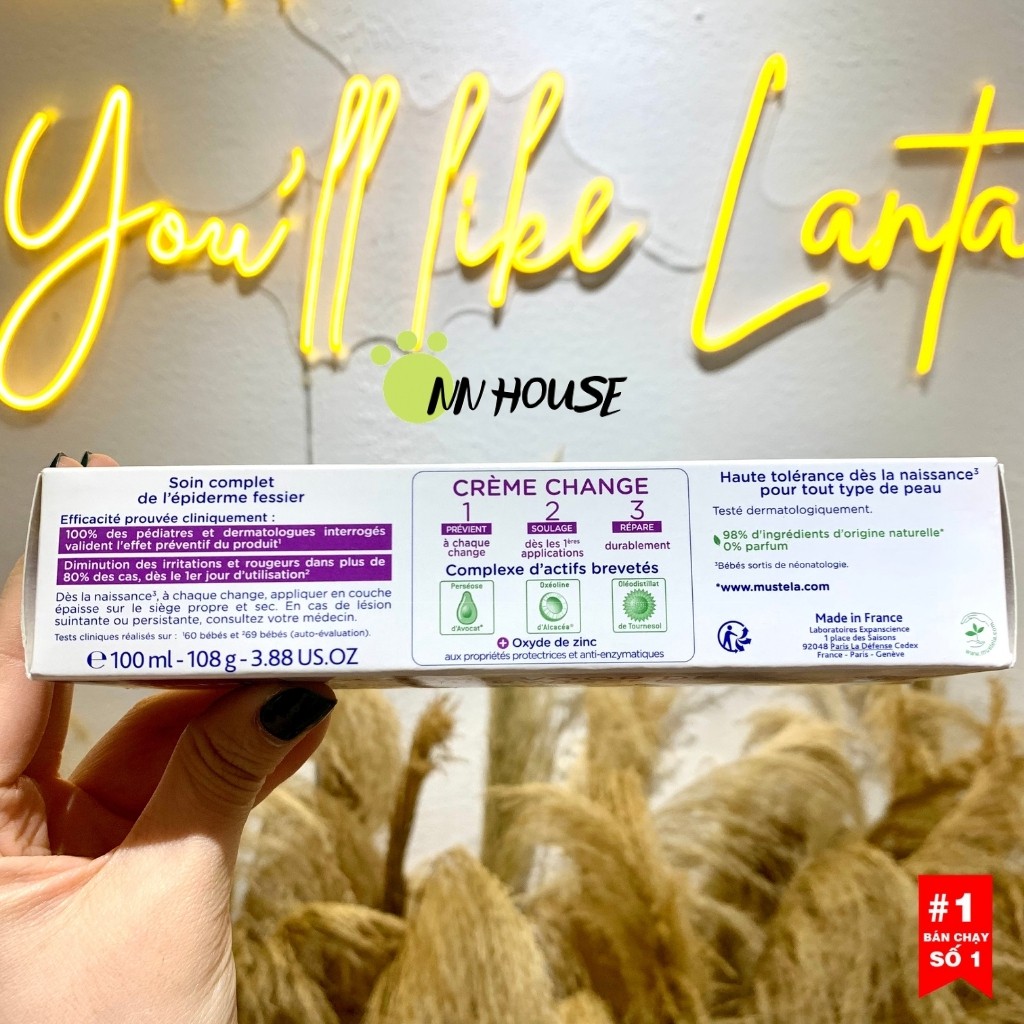 You'll like Lanta
NN HOUSE
Soin complet
de l'épiderme fessier
Efficacité prouvée cliniquement :
100% des pédiatres et dermatologues interrogés
valident l'effet préventif du produit¹
Diminution des irritations et rougeurs dans plus de
80% des cas, dès le 1er jour d'utilisation²
Dès la naissance³, à chaque change, appliquer en couche
épaisse sur le siège propre et sec. En cas de lésion
suintante ou persistante, consultez votre médecin.
Tests cliniques réalisés sur : ¹60 bébés et ²69 bébés (auto-évaluation).
℮ 100 ml - 108 g - 3.88 US.OZ
CRÈME CHANGE
1 2 3
PRÉVIENT SOULAGE RÉPARE
à chaque change dès les 1ères applications durablement
Complexe d'actifs brevetés
Perséose d'Avocat*
Oxéoline d'Alcacéa*
Oléodistillat de Tournesol
+ Oxyde de zinc
aux propriétés protectrices et anti-enzymatiques
Haute tolérance dès la naissance³
pour tout type de peau
Testé dermatologiquement.
98% d'ingrédients d'origine naturelle*
0% parfum
³Bébés sortis de néonatologie.
*www.mustela.com
Made in France
Laboratoires Expanscience
1 place des Saisons
92048 Paris La Défense Cedex
France - Paris - Genève
#1
BÁN CHẠY
SỐ 1